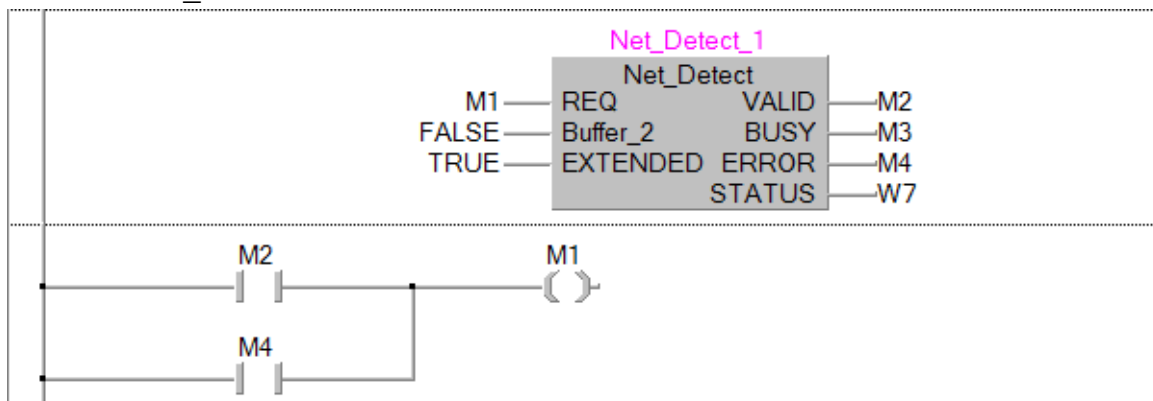 Net_Detect_1
Net_Detect
M1 REQ VALID M2
FALSE Buffer_2 BUSY M3
TRUE EXTENDED ERROR M4
STATUS W7
M2 M1
M4